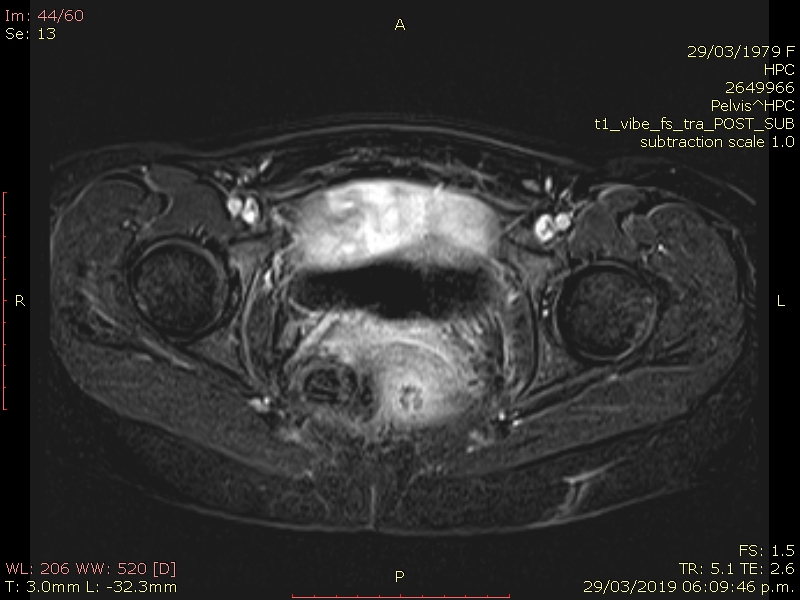 Im: 44/60
Se: 13
A
29/03/1979 F
HPC
2649966
Pelvis^HPC
t1_vibe_fs_tra_POST_SUB
subtraction scale 1.0
R
L
WL: 206 WW: 520 [D]
T: 3.0mm L: -32.3mm
P
FS: 1.5
TR: 5.1 TE: 2.6
29/03/2019 06:09:46 p.m.